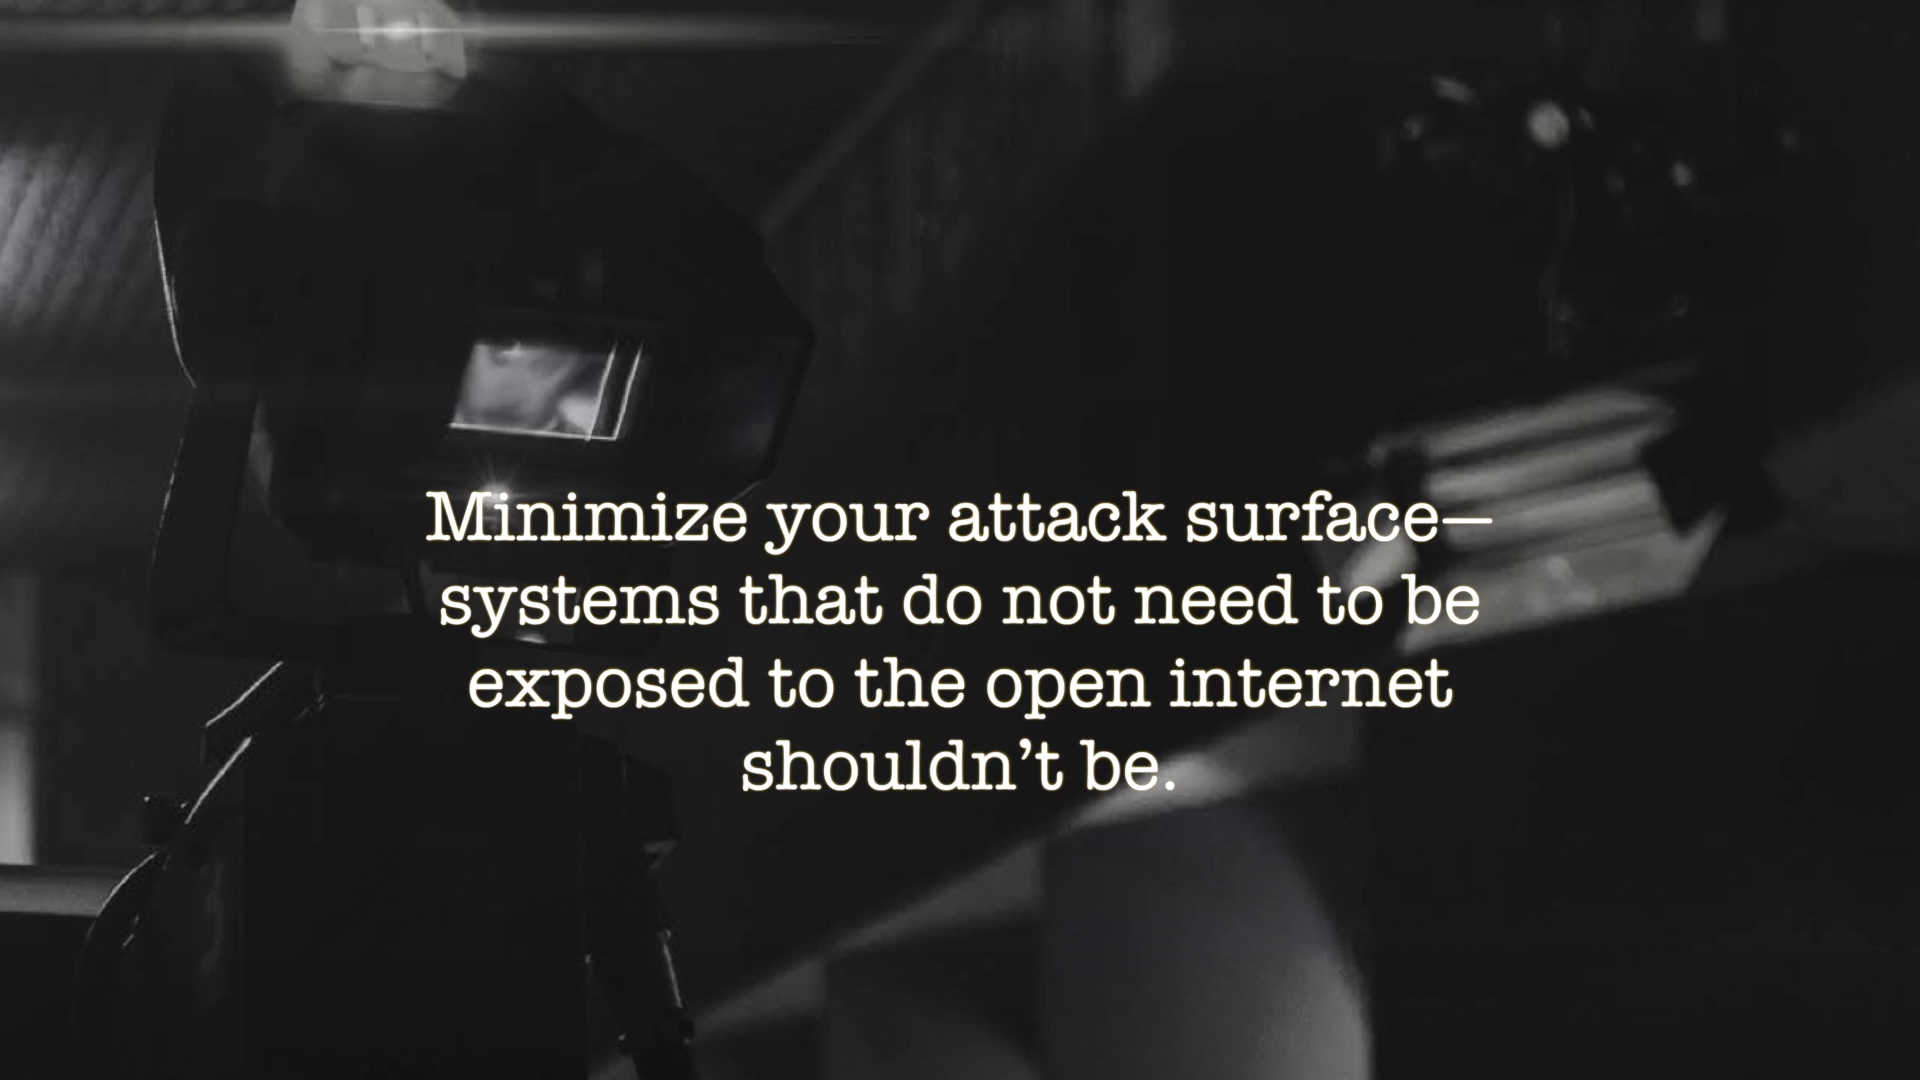 Minimize your attack surface—
systems that do not need to be
exposed to the open internet
shouldn’t be.